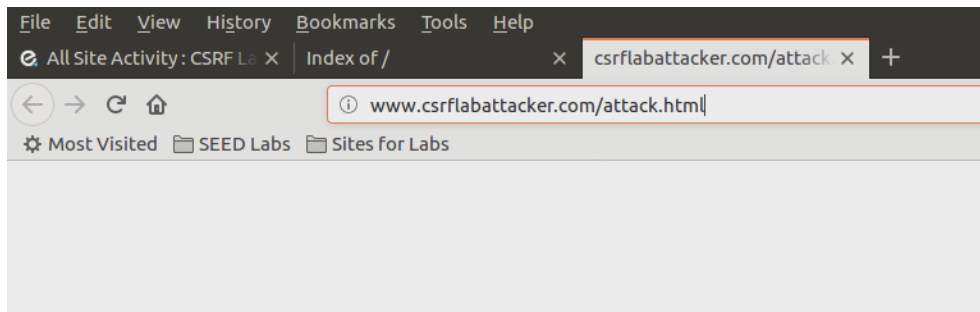 File Edit View History Bookmarks Tools Help
All Site Activity : CSRF La Index of / csrflabattacker.com/attack.
www.csrflabattacker.com/attack.html
Most Visited SEED Labs Sites for Labs